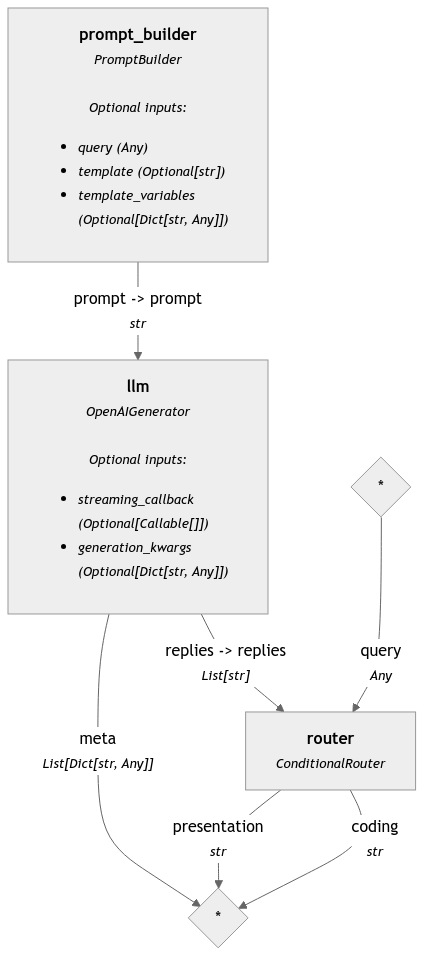 prompt_builder
PromptBuilder
Optional inputs:
• query (Any)
• template (Optional[str])
• template_variables
(Optional[Dict[str, Any]])
prompt -> prompt
str
llm
OpenAIGenerator
Optional inputs:
• streaming_callback
(Optional[Callable[]])
• generation_kwargs
(Optional[Dict[str, Any]])
*
replies -> replies
List[str]
query
Any
meta
List[Dict[str, Any]]
router
ConditionalRouter
presentation
str
coding
str
*